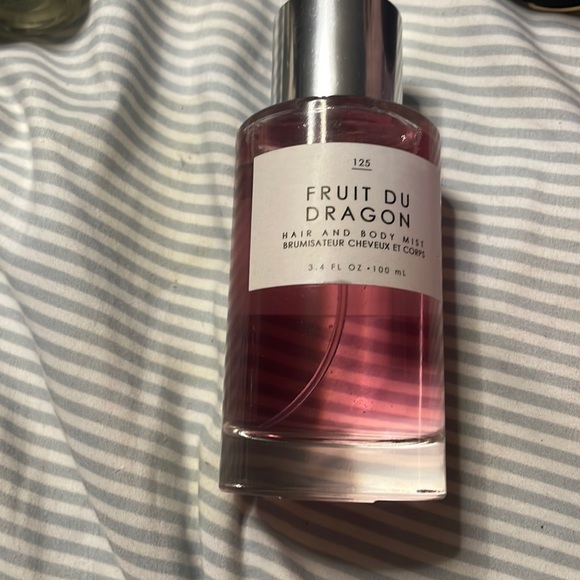 125
FRUIT DU
DRAGON
HAIR AND BODY MIST
BRUMISATEUR CHEVEUX ET CORPS
3.4 FL OZ • 100 mL